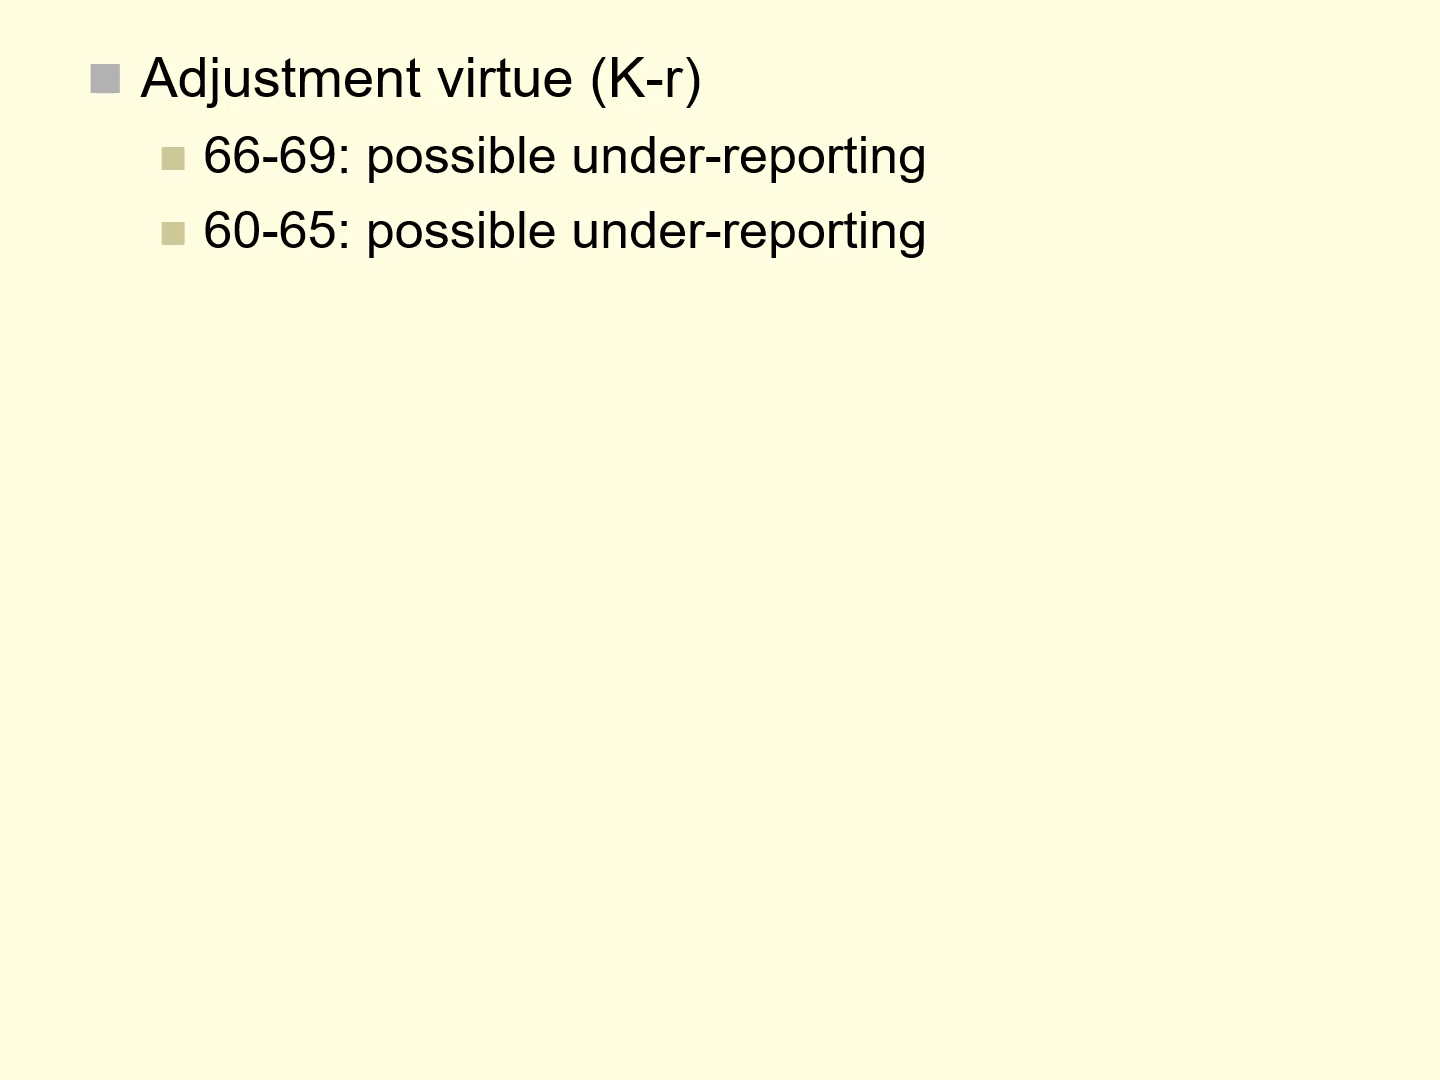 Adjustment virtue (K-r)
66-69: possible under-reporting
60-65: possible under-reporting